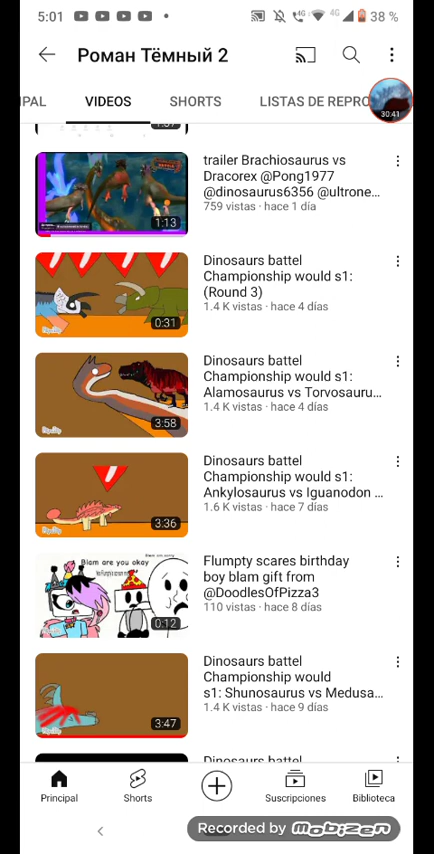 5:01
4G
4G
38 %
Роман Тёмный 2
IPAL
VIDEOS
SHORTS
LISTAS DE REPRO
30:41
trailer Brachiosaurus vs
Dracorex @Pong1977
@dinosaurus6356 @ultrone...
759 vistas · hace 1 día
1:13
Dinosaurs battel
Championship would s1:
(Round 3)
1.4 K vistas · hace 4 días
0:31
Dinosaurs battel
Championship would s1:
Alamosaurus vs Torvosauru...
1.4 K vistas · hace 4 días
3:58
Dinosaurs battel
Championship would s1:
Ankylosaurus vs Iguanodon ...
1.6 K vistas · hace 7 días
3:36
Blam are you okay
Flumpty scares birthday
boy blam gift from
@DoodlesOfPizza3
110 vistas · hace 8 días
0:12
Dinosaurs battel
Championship would
s1: Shunosaurus vs Medusa...
1.4 K vistas · hace 9 días
3:47
Dinosaurs battel
Principal
Shorts
Suscripciones
Biblioteca
Recorded by mobizen